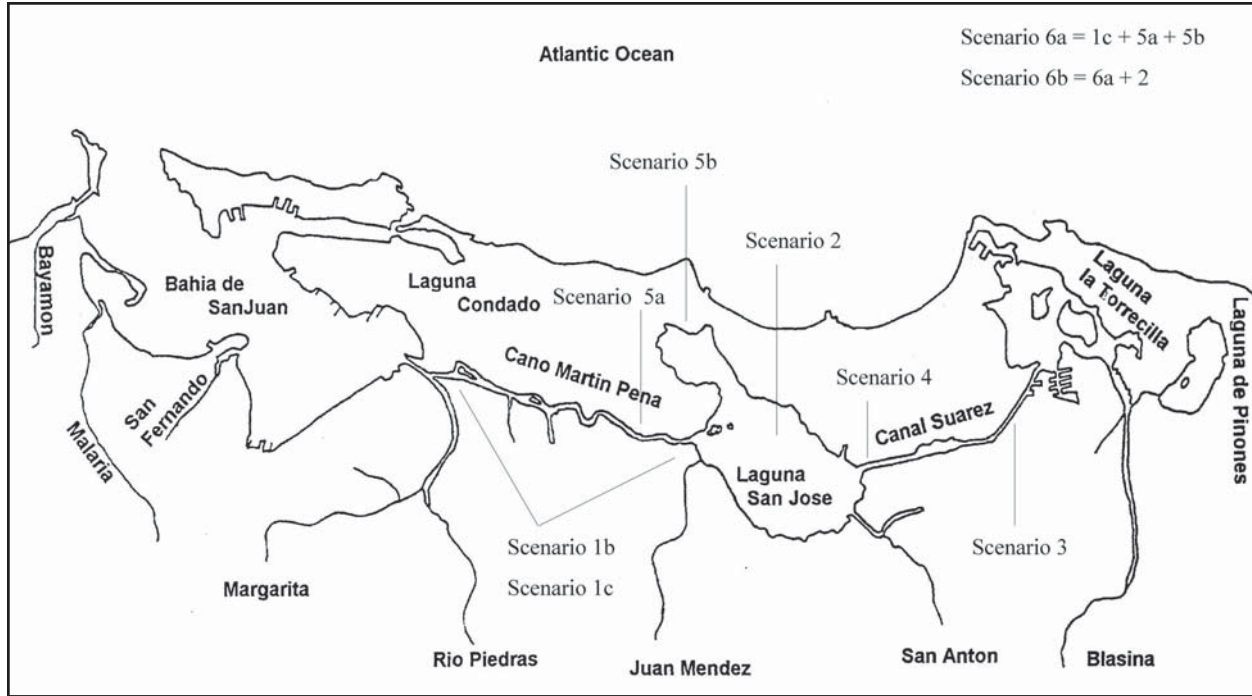 Scenario 6a = 1c + 5a + 5b
Atlantic Ocean
Scenario 6b = 6a + 2
Scenario 5b
Scenario 2
Bayamon
Bahia de
SanJuan
Laguna
Condado
Scenario 5a
Laguna
la Torrecilla
Laguna de Pinones
Cano Martin Pena
Scenario 4
San
Fernando
Malaria
Canal Suarez
Laguna
San Jose
Scenario 1b
Scenario 3
Scenario 1c
Margarita
Rio Piedras
Juan Mendez
San Anton
Blasina